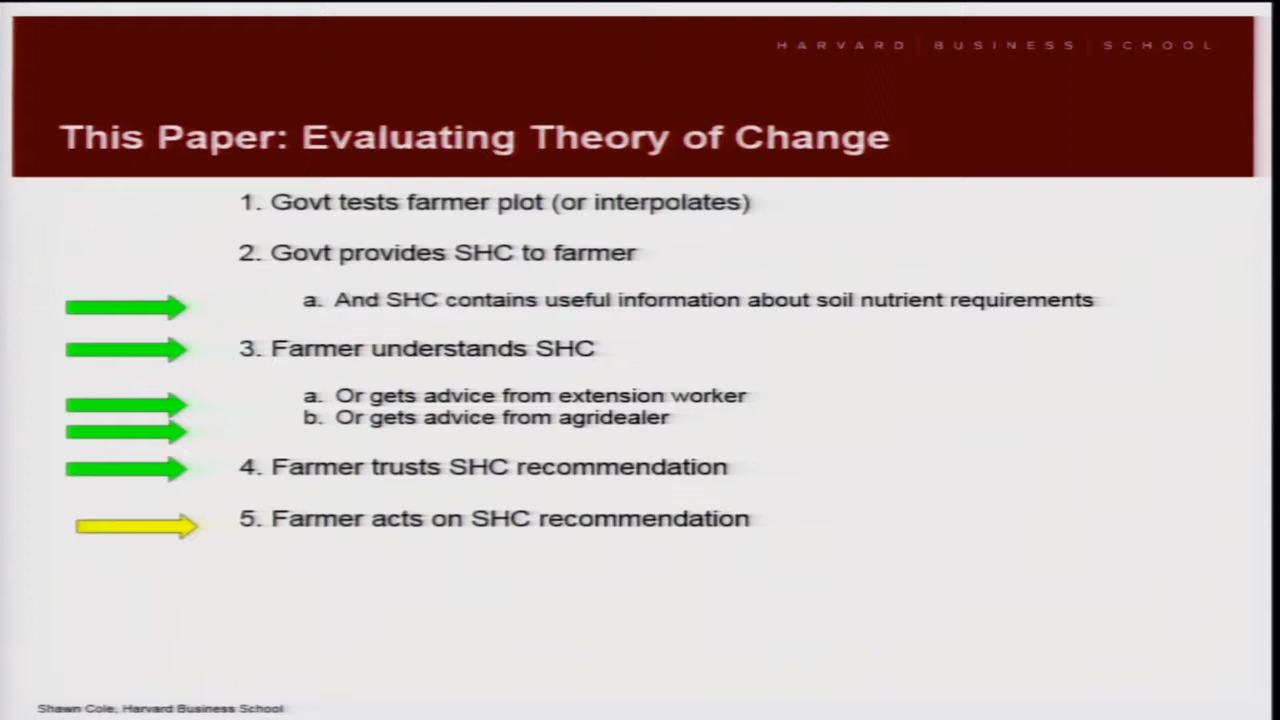 HARVARD BUSINESS SCHOOL
This Paper: Evaluating Theory of Change
1. Govt tests farmer plot (or interpolates)
2. Govt provides SHC to farmer
a. And SHC contains useful information about soil nutrient requirements
3. Farmer understands SHC
a. Or gets advice from extension worker
b. Or gets advice from agridealer
4. Farmer trusts SHC recommendation
5. Farmer acts on SHC recommendation
Shawn Cole, Harvard Business School